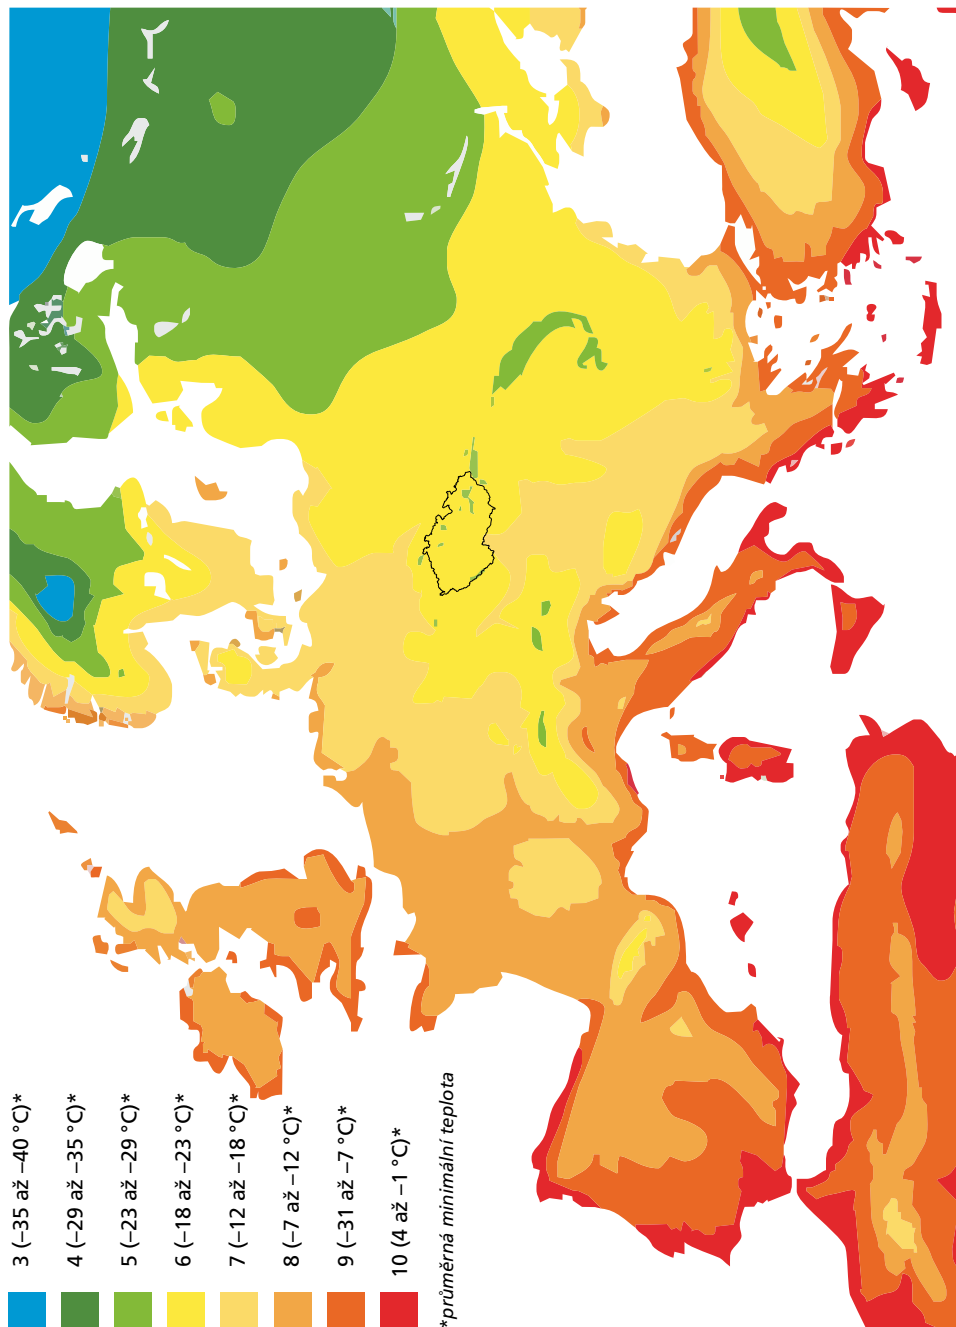 3 (–35 až –40 °C)*
4 (–29 až –35 °C)*
5 (–23 až –29 °C)*
6 (–18 až –23 °C)*
7 (–12 až –18 °C)*
8 (–7 až –12 °C)*
9 (–31 až –7 °C)*
10 (4 až –1 °C)*
*průměrná minimální teplota